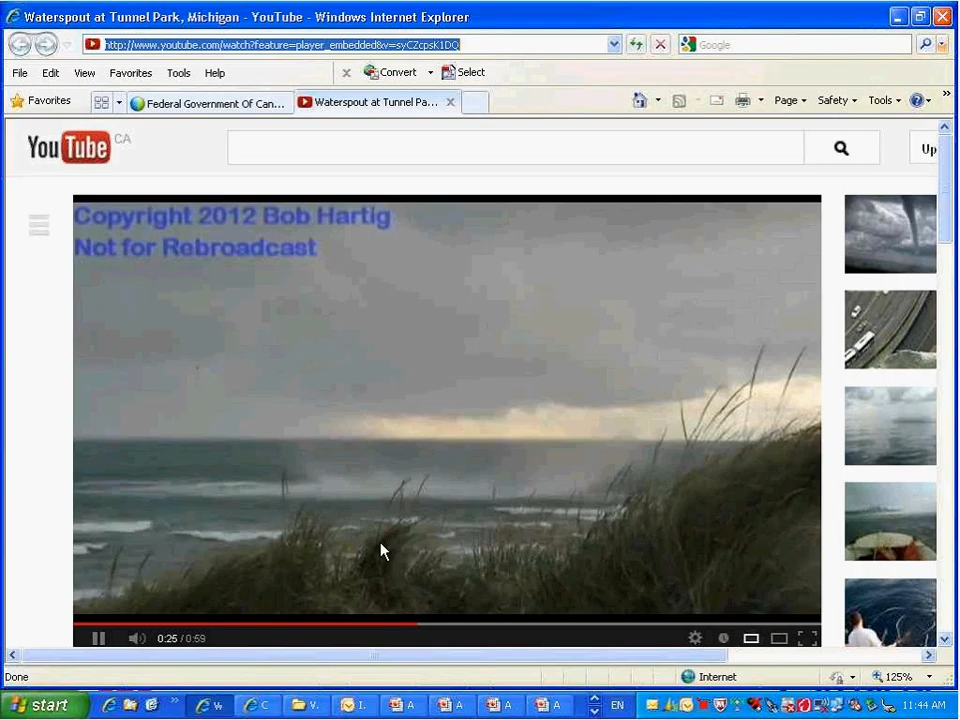 Waterspout at Tunnel Park, Michigan - YouTube - Windows Internet Explorer
http://www.youtube.com/watch?feature=player_embedded&v=syCZcpsK1DQ
Google
File Edit View Favorites Tools Help
Convert Select
Favorites
Federal Government Of Can...
Waterspout at Tunnel Pa...
Page Safety Tools
You Tube CA
Up
Copyright 2012 Bob Hartig
Not for Rebroadcast
0:25 / 0:59
Done
Internet
125%
start
W
C
V.
I.
A
A
A
A
EN
11:44 AM